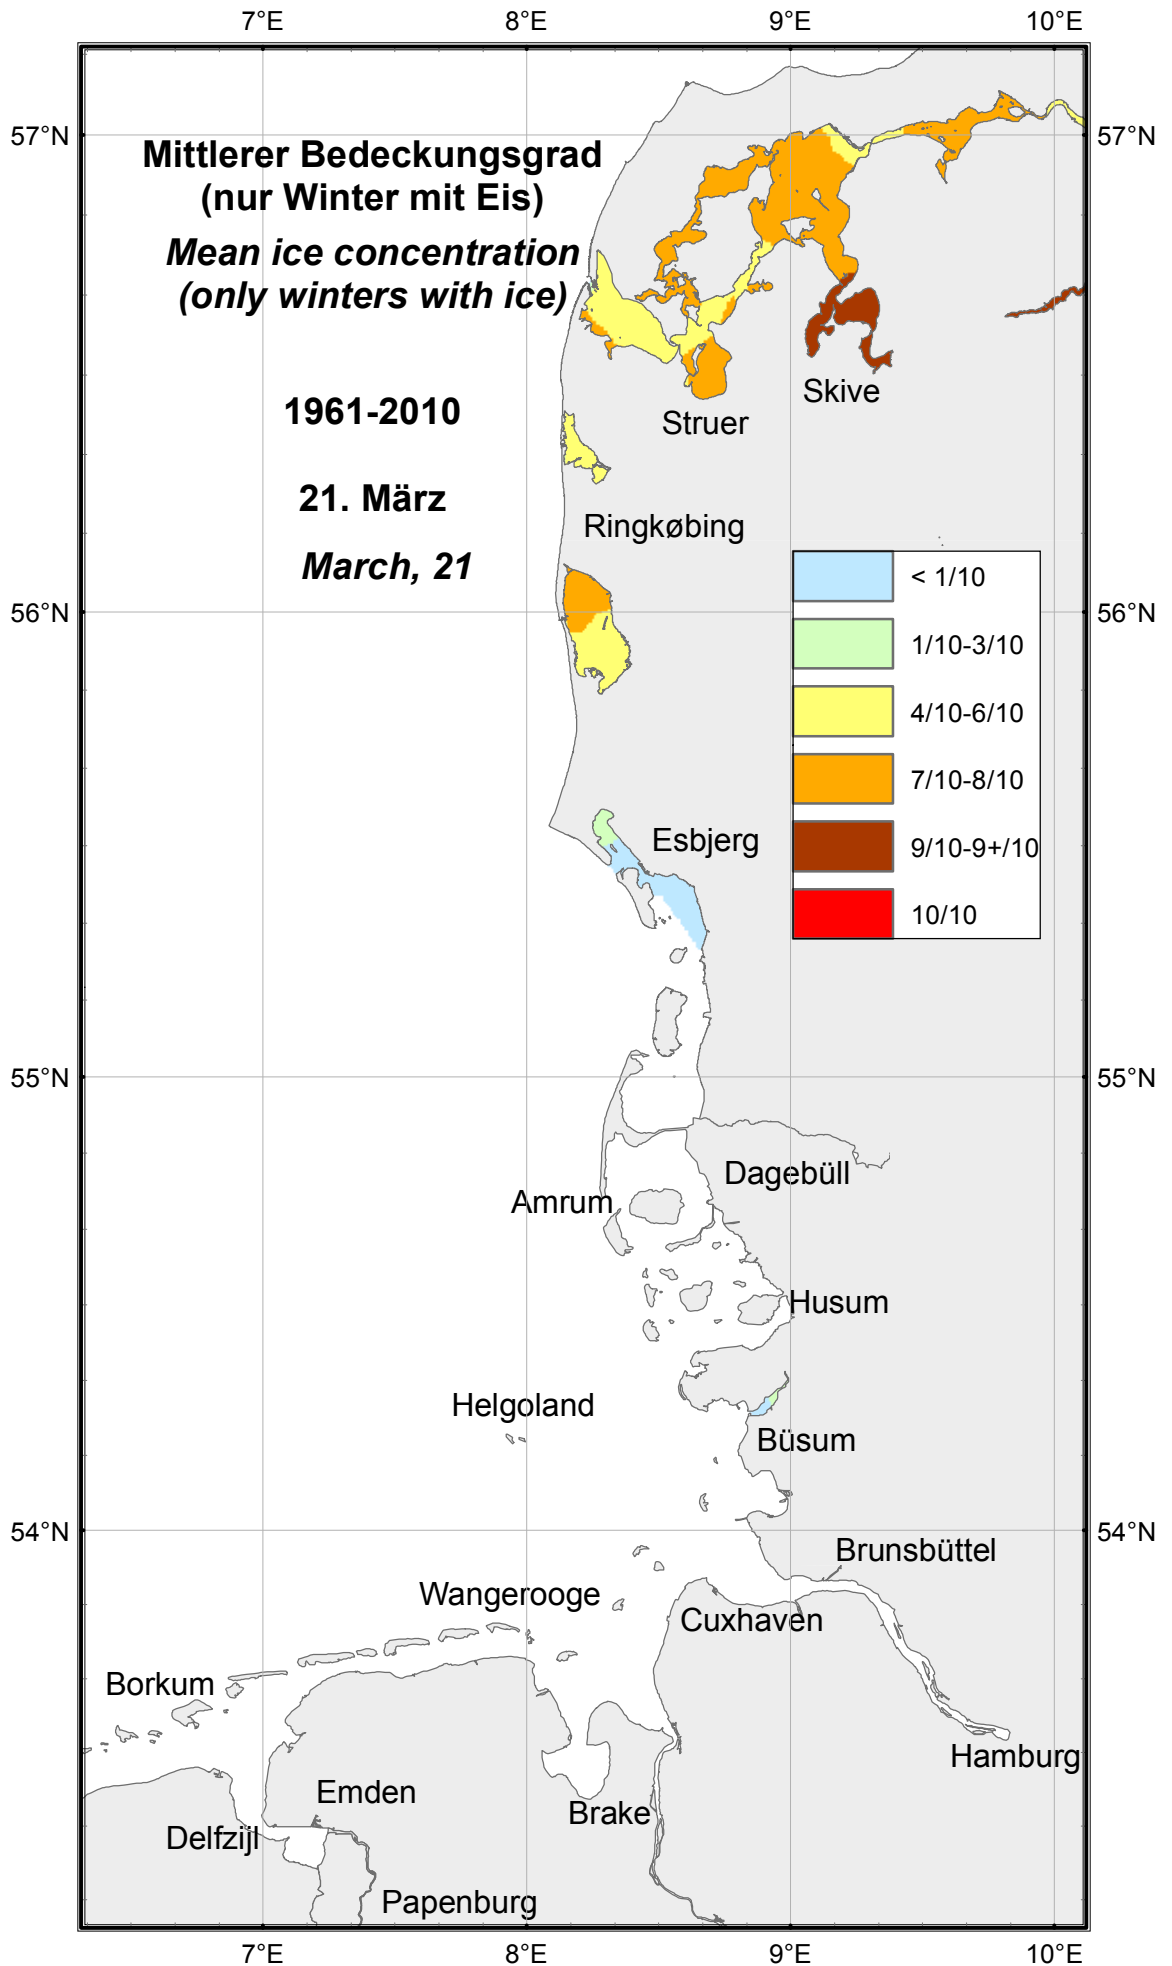 7°E 8°E 9°E 10°E
57°N 57°N
Mittlerer Bedeckungsgrad
(nur Winter mit Eis)
Mean ice concentration
(only winters with ice)
Skive
1961-2010
Struer
21. März
Ringkøbing
March, 21
< 1/10
56°N 56°N
1/10-3/10
4/10-6/10
7/10-8/10
Esbjerg
9/10-9+/10
10/10
55°N 55°N
Dagebüll
Amrum
Husum
Helgoland
Büsum
54°N 54°N
Brunsbüttel
Wangerooge
Cuxhaven
Borkum
Hamburg
Emden
Brake
Delfzijl
Papenburg
7°E 8°E 9°E 10°E